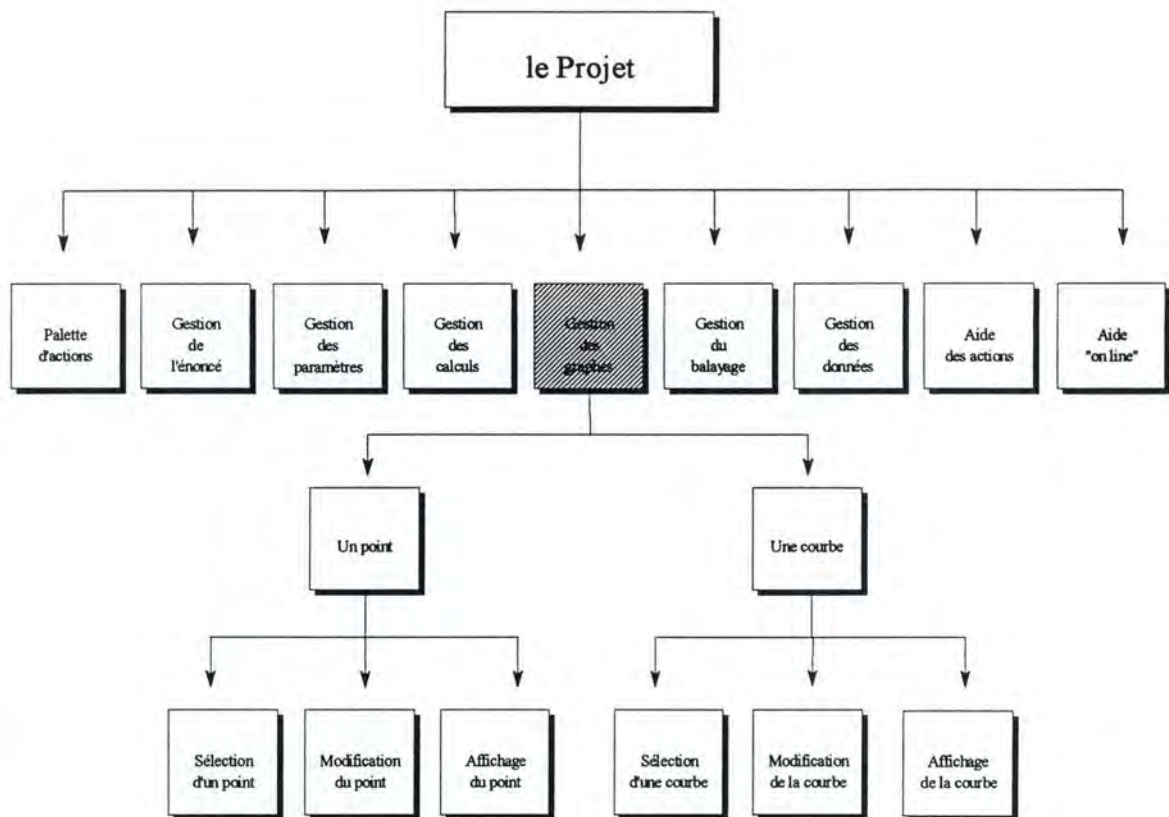 le Projet
Palette
d'actions
Gestion
de
l'énoncé
Gestion
des
paramètres
Gestion
des
calculs
Gestion
des
graphes
Gestion
du
balayage
Gestion
des
données
Aide
des actions
Aide
"on line"
Un point
Une courbe
Sélection
d'un point
Modification
du point
Affichage
du point
Sélection
d'une courbe
Modification
de la courbe
Affichage
de la courbe